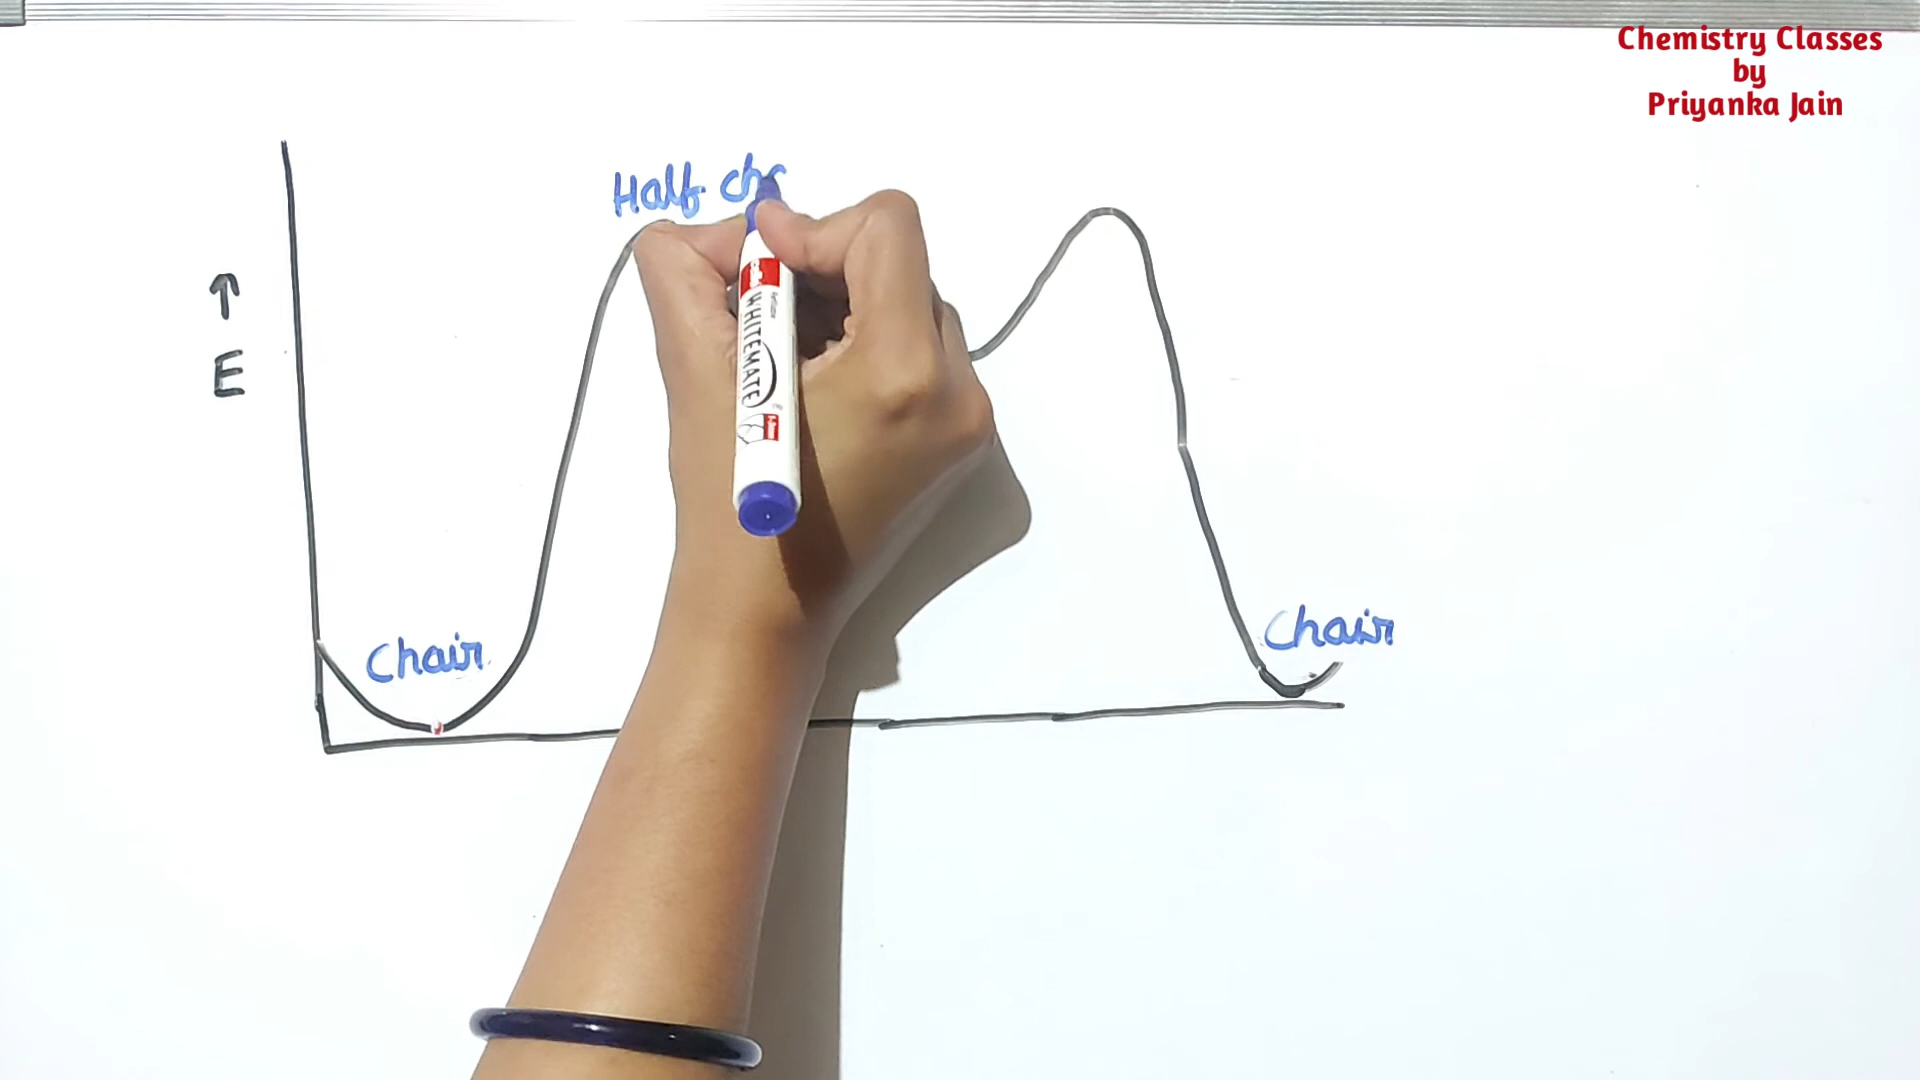 Chemistry Classes
by
Priyanka Jain
Half
↑
E
WHITEMATE
Chair
Chair